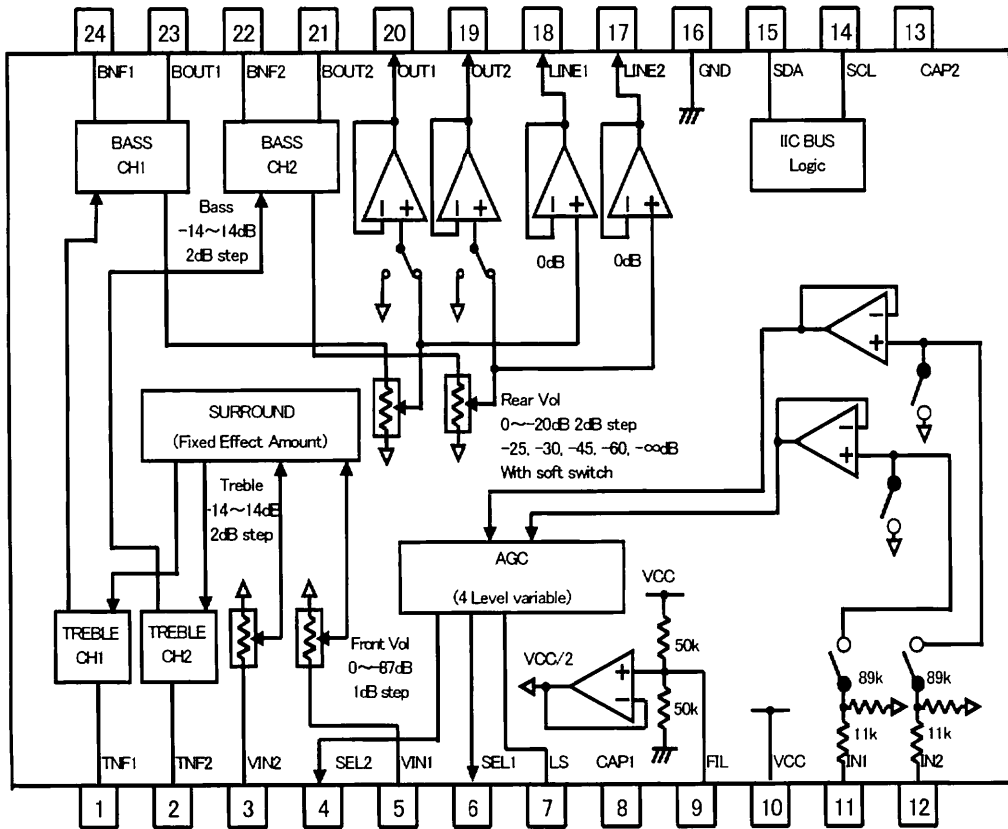 24 23 22 21 20 19 18 17 16 15 14 13
BNF1 BOUT1 BNF2 BOUT2 OUT1 OUT2 LINE1 LINE2 GND SDA SCL CAP2
BASS
CH1
BASS
CH2
IIC BUS
Logic
Bass
-14~14dB
2dB step
0dB
0dB
SURROUND
(Fixed Effect Amount)
Rear Vol
0~-20dB 2dB step
-25, -30, -45, -60, -∞dB
With soft switch
Treble
-14~14dB
2dB step
AGC
(4 Level variable)
TREBLE
CH1
TREBLE
CH2
Front Vol
0~-87dB
1dB step
VCC
50k
VCC/2
50k
89k
89k
11k
11k
TNF1 TNF2 VIN2 SEL2 VIN1 SEL1 LS CAP1 FIL VCC IN1 IN2
1 2 3 4 5 6 7 8 9 10 11 12